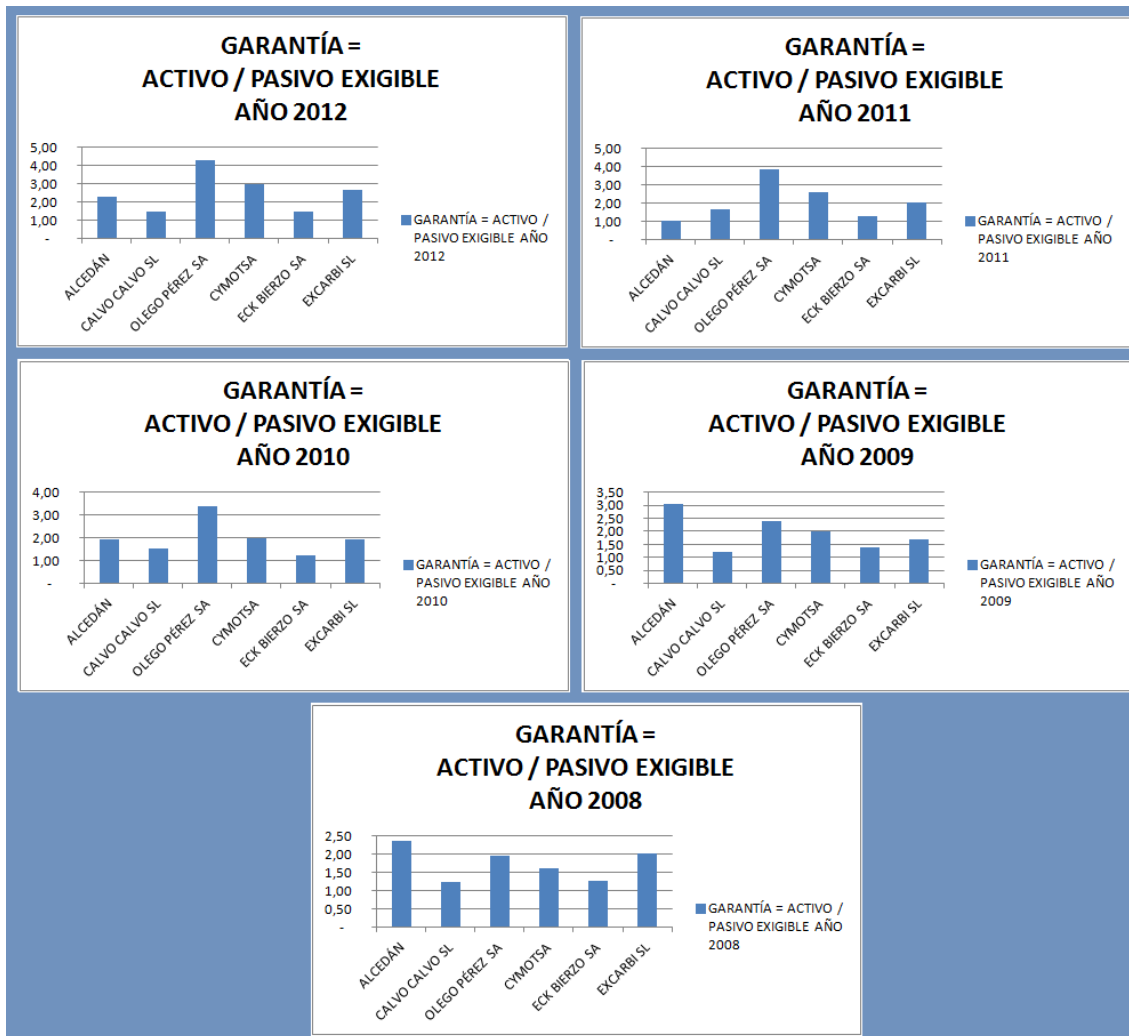 GARANTÍA =
ACTIVO / PASIVO EXIGIBLE
AÑO 2012
5,00
4,00
3,00
2,00
1,00
-
ALCEDÁN
CALVO CALVO SL
OLEGO PÉREZ SA
CYMOTSA
ECK BIERZO SA
EXCARBI SL
GARANTÍA = ACTIVO /
PASIVO EXIGIBLE AÑO
2012
GARANTÍA =
ACTIVO / PASIVO EXIGIBLE
AÑO 2011
5,00
4,00
3,00
2,00
1,00
-
ALCEDÁN
CALVO CALVO SL
OLEGO PÉREZ SA
CYMOTSA
ECK BIERZO SA
EXCARBI SL
GARANTÍA = ACTIVO /
PASIVO EXIGIBLE AÑO
2011
GARANTÍA =
ACTIVO / PASIVO EXIGIBLE
AÑO 2010
4,00
3,00
2,00
1,00
-
ALCEDÁN
CALVO CALVO SL
OLEGO PÉREZ SA
CYMOTSA
ECK BIERZO SA
EXCARBI SL
GARANTÍA = ACTIVO /
PASIVO EXIGIBLE AÑO
2010
GARANTÍA =
ACTIVO / PASIVO EXIGIBLE
AÑO 2009
3,50
3,00
2,50
2,00
1,50
1,00
0,50
-
ALCEDÁN
CALVO CALVO SL
OLEGO PÉREZ SA
CYMOTSA
ECK BIERZO SA
EXCARBI SL
GARANTÍA = ACTIVO /
PASIVO EXIGIBLE AÑO
2009
GARANTÍA =
ACTIVO / PASIVO EXIGIBLE
AÑO 2008
2,50
2,00
1,50
1,00
0,50
-
ALCEDÁN
CALVO CALVO SL
OLEGO PÉREZ SA
CYMOTSA
ECK BIERZO SA
EXCARBI SL
GARANTÍA = ACTIVO /
PASIVO EXIGIBLE AÑO
2008